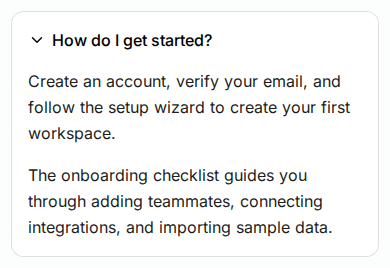 How do I get started?
Create an account, verify your email, and
follow the setup wizard to create your first
workspace.
The onboarding checklist guides you
through adding teammates, connecting
integrations, and importing sample data.